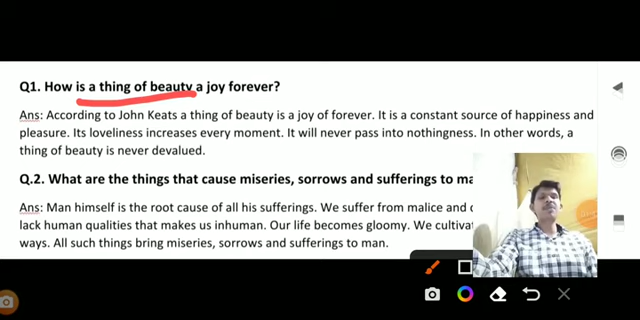 Q1. How is a thing of beauty a joy forever?
Ans: According to John Keats a thing of beauty is a joy of forever. It is a constant source of happiness and
pleasure. Its loveliness increases every moment. It will never pass into nothingness. In other words, a
thing of beauty is never devalued.
Q.2. What are the things that cause miseries, sorrows and sufferings to
Ans: Man himself is the root cause of all his sufferings. We suffer from malice and
lack human qualities that makes us inhuman. Our life becomes gloomy. We
ways. All such things bring miseries, sorrows and sufferings to man.